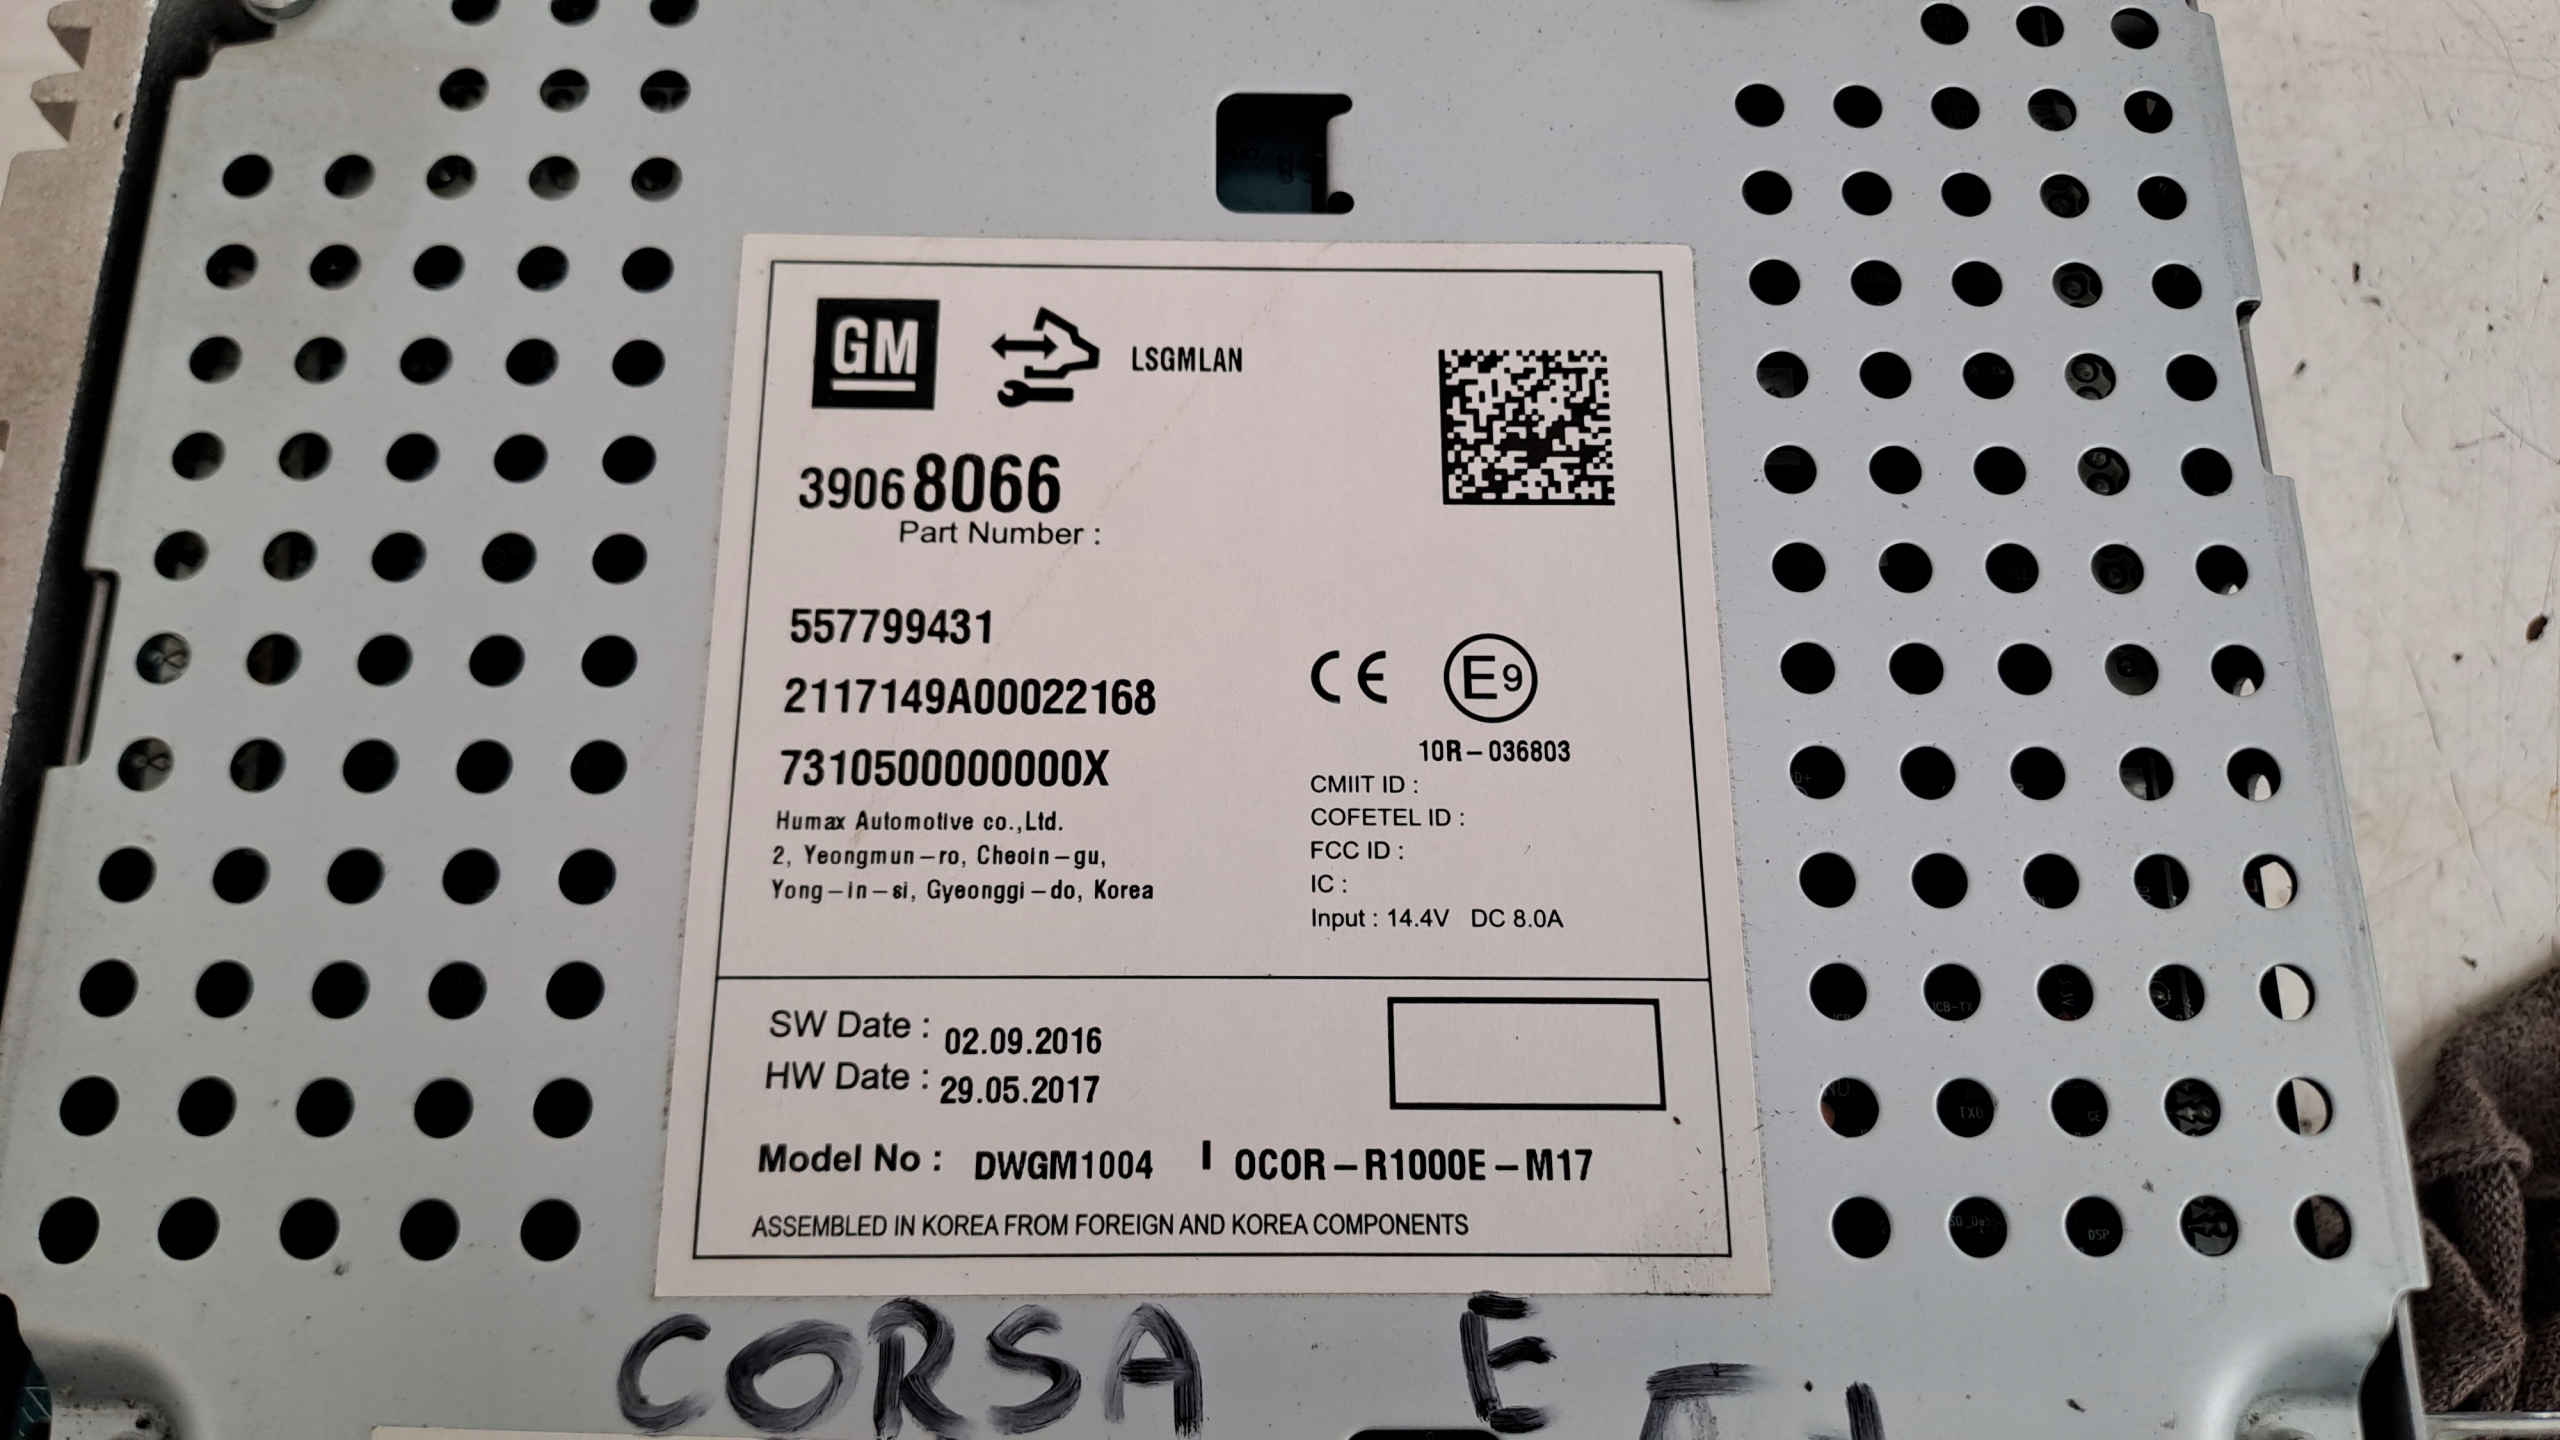 GM
LSGMLAN
39068066
Part Number :
557799431
2117149A00022168
7310500000000X
Humax Automotive co.,Ltd.
2, Yeongmun-ro, Cheoin-gu,
Yong-in-si, Gyeonggi-do, Korea
CE E9
10R-036803
CMIIT ID :
COFETEL ID :
FCC ID :
IC :
Input : 14.4V DC 8.0A
SW Date : 02.09.2016
HW Date : 29.05.2017
Model No : DWGM1004 I OCOR-R1000E-M17
ASSEMBLED IN KOREA FROM FOREIGN AND KOREA COMPONENTS
CORSA E